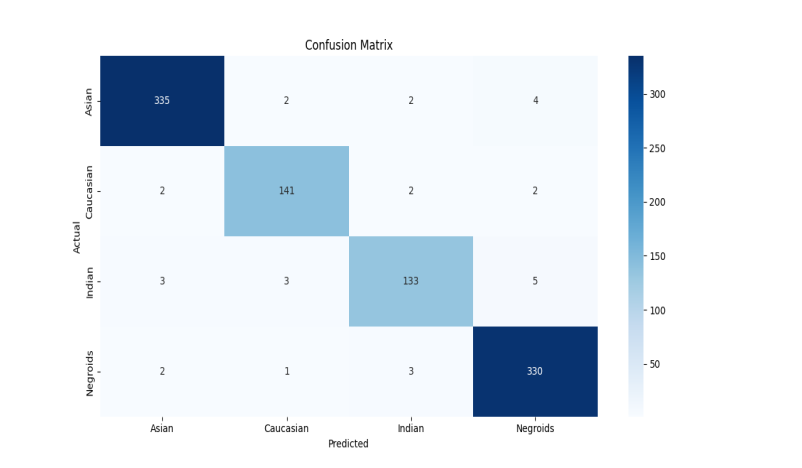 Confusion Matrix
Asian 335 2 2 4
Caucasian 2 141 2 2
Indian 3 3 133 5
Negroids 2 1 3 330
Actual
Asian Caucasian Indian Negroids
Predicted
300
250
200
150
100
50